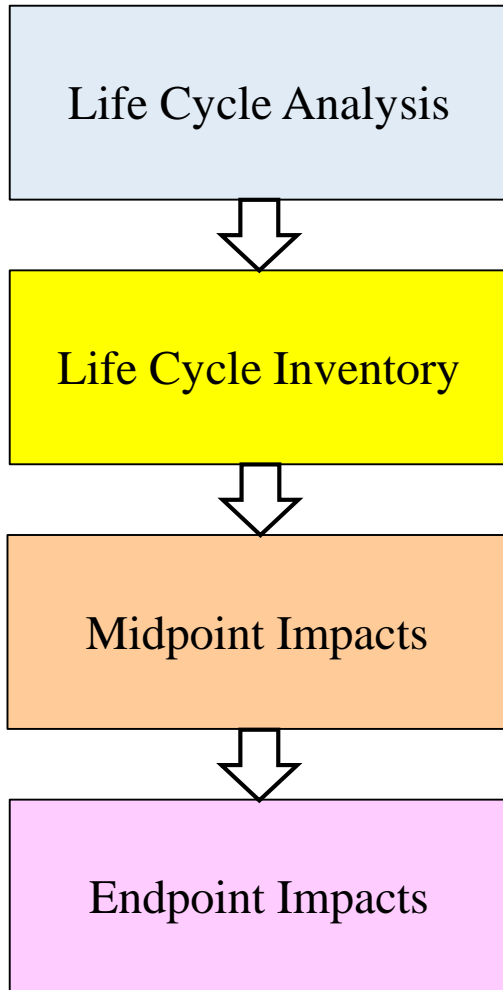 Life Cycle Analysis
Life Cycle Inventory
Midpoint Impacts
Endpoint Impacts